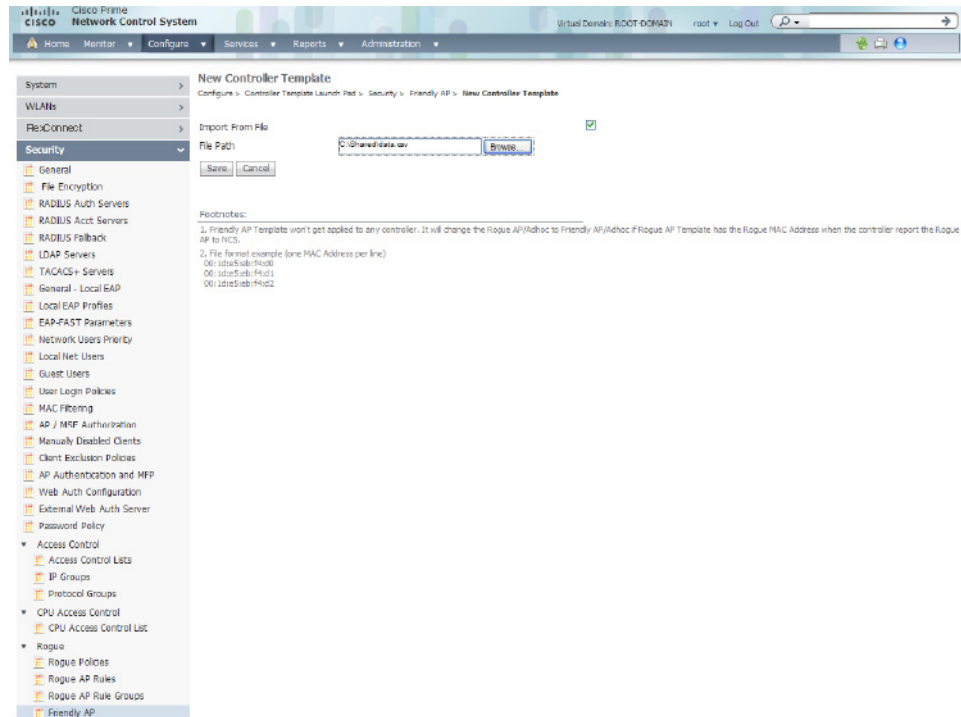 Cisco Prime
CISCO Network Control System
Virtual Domain: ROOT-DOMAIN root Log Out
Home Monitor Configure Services Reports Administration
System
WLANs
FlexConnect
Security
General
File Encryption
RADIUS Auth Servers
RADIUS Acct Servers
RADIUS Fallback
LDAP Servers
TACACS+ Servers
General - Local EAP
Local EAP Profiles
EAP-FAST Parameters
Network Users Priority
Local Net Users
Guest Users
User Login Policies
MAC Filtering
AP / MSE Authorization
Manually Disabled Clients
Client Exclusion Policies
AP Authentication and MFP
Web Auth Configuration
External Web Auth Server
Password Policy
Access Control
Access Control Lists
IP Groups
Protocol Groups
CPU Access Control
CPU Access Control List
Rogue
Rogue Policies
Rogue AP Rules
Rogue AP Rule Groups
Friendly AP
New Controller Template
Configure > Controller Template Launch Pad > Security > Friendly AP > New Controller Template
Import From File
File Path C:\Shared\data.csv Browse...
Save Cancel
Footnotes:
1. Friendly AP Template won't get applied to any controller. It will change the Rogue AP/Adhoc to Friendly AP/Adhoc if Rogue AP Template has the Rogue MAC Address when the controller report the Rogue
AP to NCS.
2. File format example (one MAC Address per line)
00:1d:e5:eb:f4:d0
00:1d:e5:eb:f4:d1
00:1d:e5:eb:f4:d2